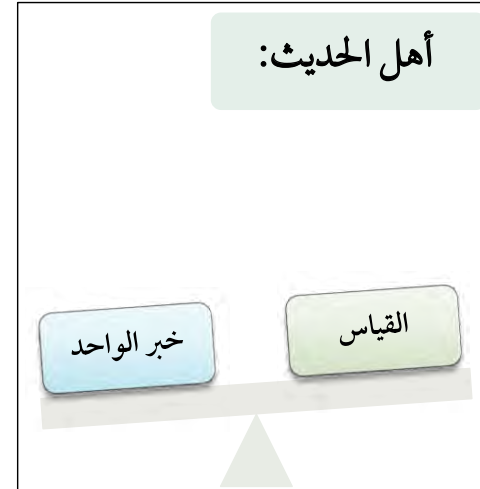 أهل الحديث:
القياس
خبر الواحد